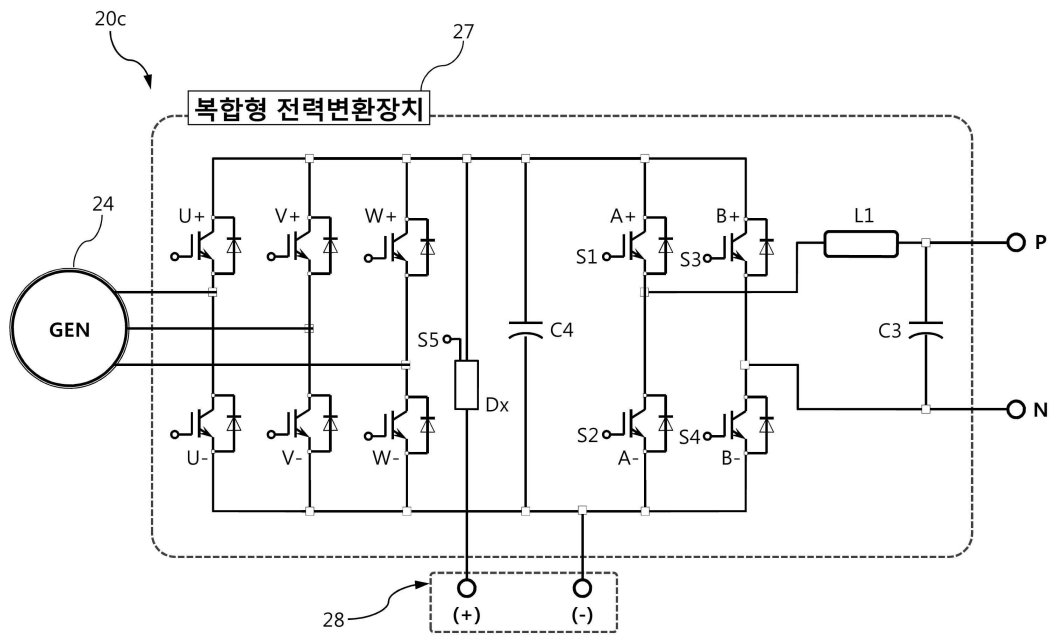 20c
27
복합형 전력변환장치
24
U+
V+
W+
A+
B+
L1
P
S1
S3
GEN
S5
C4
C3
Dx
N
S2
S4
U-
V-
W-
A-
B-
28
(+)
(-)